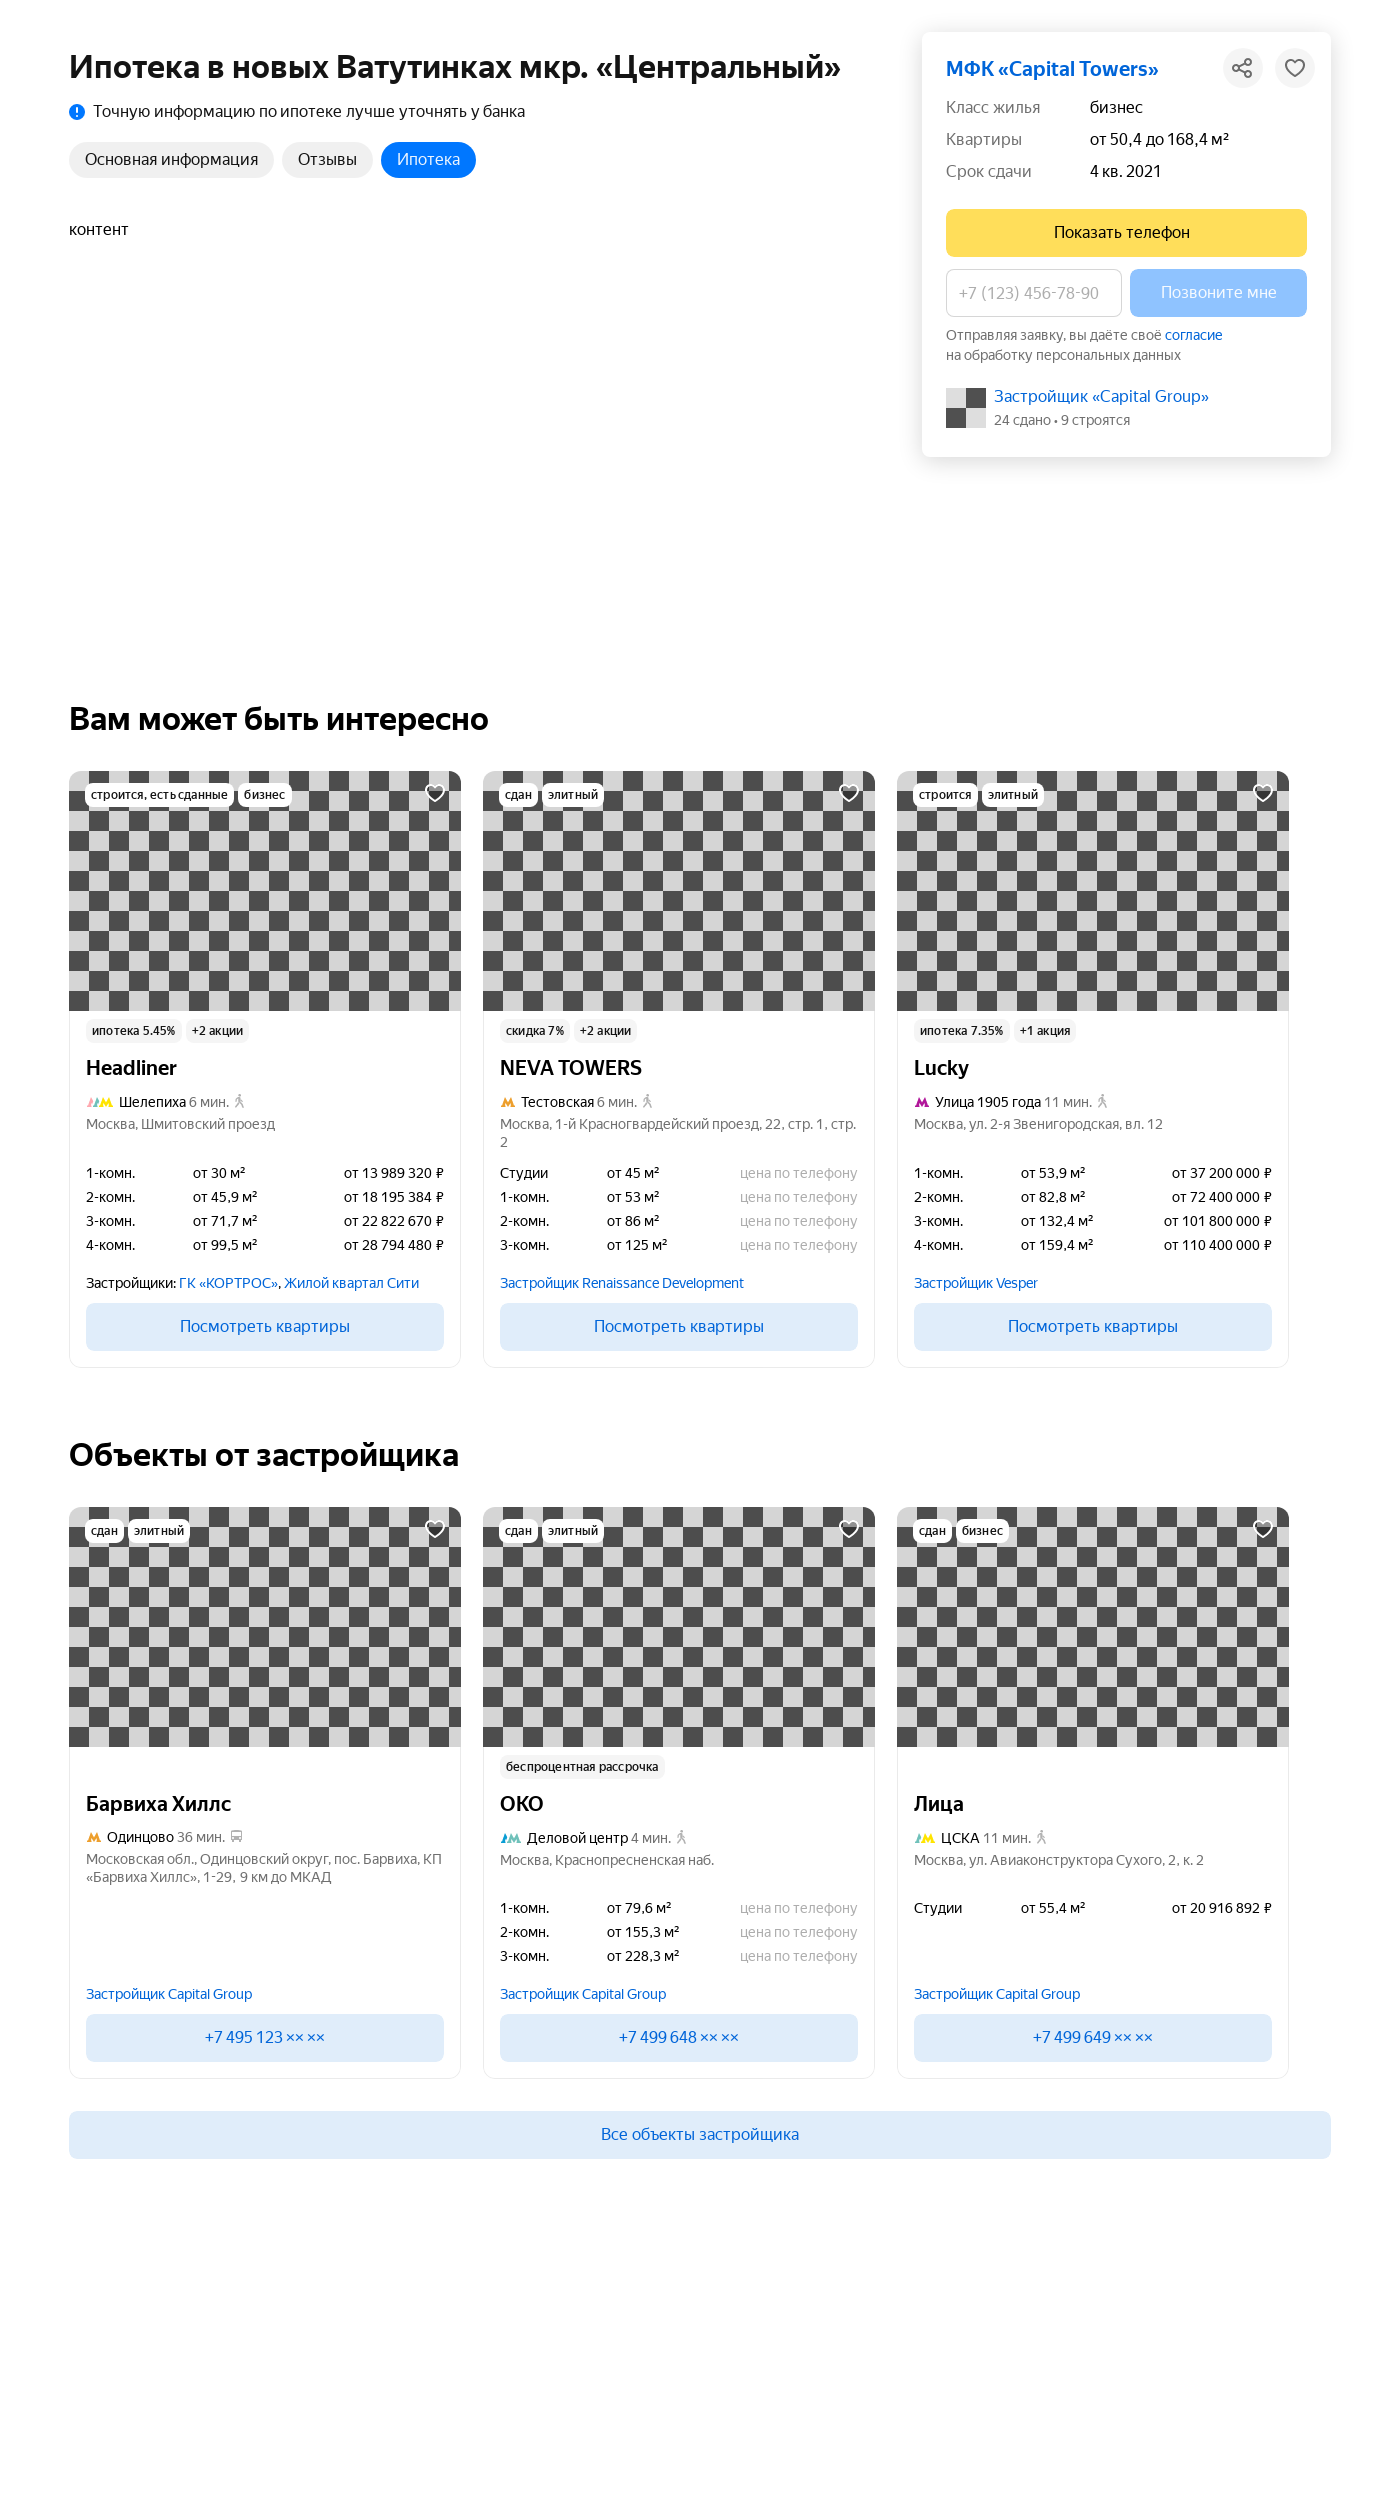 Ипотека в новых Ватутинках мкр. «Центральный»
Точную информацию по ипотеке лучше уточнять у банка
Основная информация Отзывы Ипотека
контент
МФК «Capital Towers»
Класс жилья бизнес
Квартиры от 50,4 до 168,4 м²
Срок сдачи 4 кв. 2021
Показать телефон
+7 (123) 456-78-90 Позвоните мне
Отправляя заявку, вы даёте своё согласие
на обработку персональных данных
Застройщик «Capital Group»
24 сдано • 9 строятся
Вам может быть интересно
строится, есть сданные бизнес
ипотека 5.45% +2 акции
Headliner
Шелепиха 6 мин.
Москва, Шмитовский проезд
1-комн. от 30 м² от 13 989 320 ₽
2-комн. от 45,9 м² от 18 195 384 ₽
3-комн. от 71,7 м² от 22 822 670 ₽
4-комн. от 99,5 м² от 28 794 480 ₽
Застройщики: ГК «КОРТРОС», Жилой квартал Сити
Посмотреть квартиры
сдан элитный
скидка 7% +2 акции
NEVA TOWERS
Тестовская 6 мин.
Москва, 1-й Красногвардейский проезд, 22, стр. 1, стр.
2
Студии от 45 м² цена по телефону
1-комн. от 53 м² цена по телефону
2-комн. от 86 м² цена по телефону
3-комн. от 125 м² цена по телефону
Застройщик Renaissance Development
Посмотреть квартиры
строится элитный
ипотека 7.35% +1 акция
Lucky
Улица 1905 года 11 мин.
Москва, ул. 2-я Звенигородская, вл. 12
1-комн. от 53,9 м² от 37 200 000 ₽
2-комн. от 82,8 м² от 72 400 000 ₽
3-комн. от 132,4 м² от 101 800 000 ₽
4-комн. от 159,4 м² от 110 400 000 ₽
Застройщик Vesper
Посмотреть квартиры
Объекты от застройщика
сдан элитный
Барвиха Хиллс
Одинцово 36 мин.
Московская обл., Одинцовский округ, пос. Барвиха, КП
«Барвиха Хиллс», 1-29, 9 км до МКАД
Застройщик Capital Group
+7 495 123 ×× ××
сдан элитный
беспроцентная рассрочка
ОКО
Деловой центр 4 мин.
Москва, Краснопресненская наб.
1-комн. от 79,6 м² цена по телефону
2-комн. от 155,3 м² цена по телефону
3-комн. от 228,3 м² цена по телефону
Застройщик Capital Group
+7 499 648 ×× ××
сдан бизнес
Лица
ЦСКА 11 мин.
Москва, ул. Авиаконструктора Сухого, 2, к. 2
Студии от 55,4 м² от 20 916 892 ₽
Застройщик Capital Group
+7 499 649 ×× ××
Все объекты застройщика